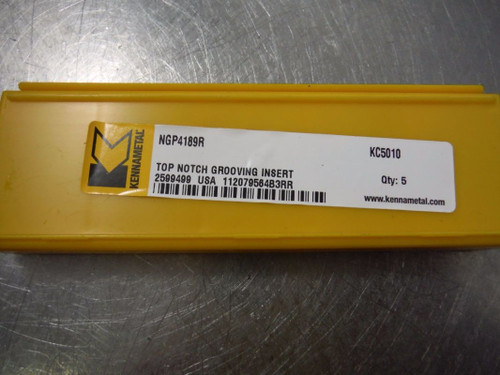 KENNAMETAL
NGP4189R
KC5010
TOP NOTCH GROOVING INSERT
2599499 USA 112079564B3RR
Qty: 5
www.kennametal.com